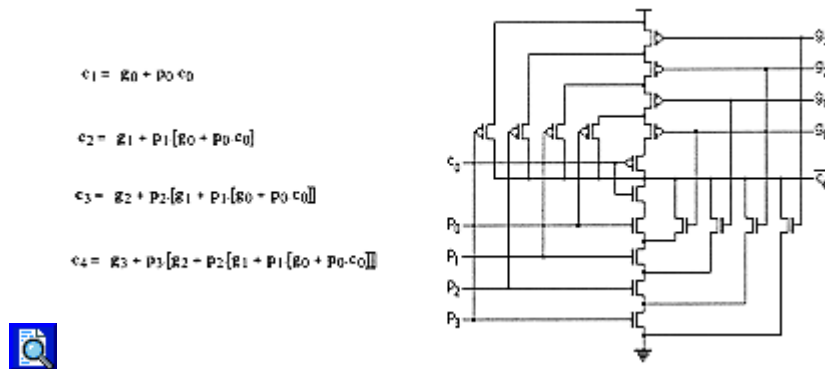 c1 = g0 + p0·c0
c2 = g1 + p1·[g0 + p0·c0]
c3 = g2 + p2·[g1 + p1·[g0 + p0·c0]]
c4 = g3 + p3·[g2 + p2·[g1 + p1·[g0 + p0·c0]]]
c0
P0
P1
P2
P3